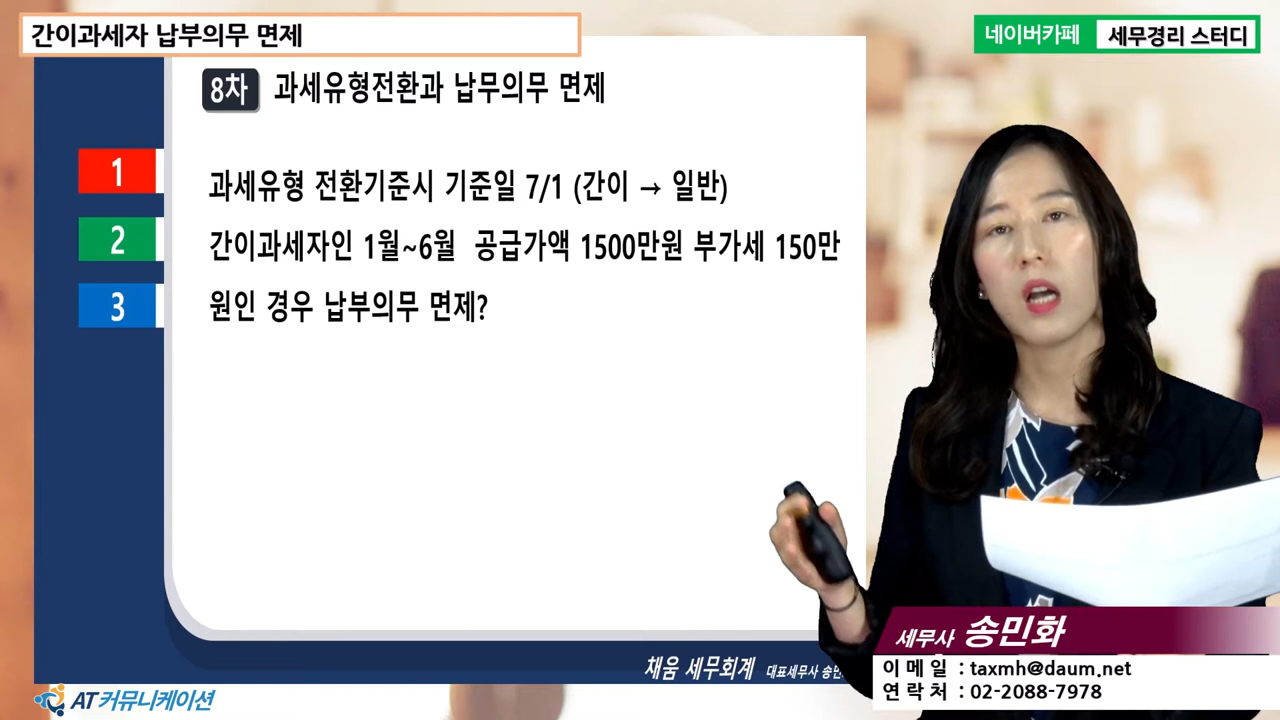 간이과세자 납부의무 면제
네이버카페 세무경리 스터디
8차 과세유형전환과 납무의무 면제
1
과세유형 전환기준시 기준일 7/1 (간이 → 일반)
2
간이과세자인 1월~6월 공급가액 1500만원 부가세 150만
3
원인 경우 납부의무 면제?
세무사 송민화
이 메 일 : taxmh@daum.net
연 락 처 : 02-2088-7978
채움 세무회계 대표세무사 송민
AT커뮤니케이션